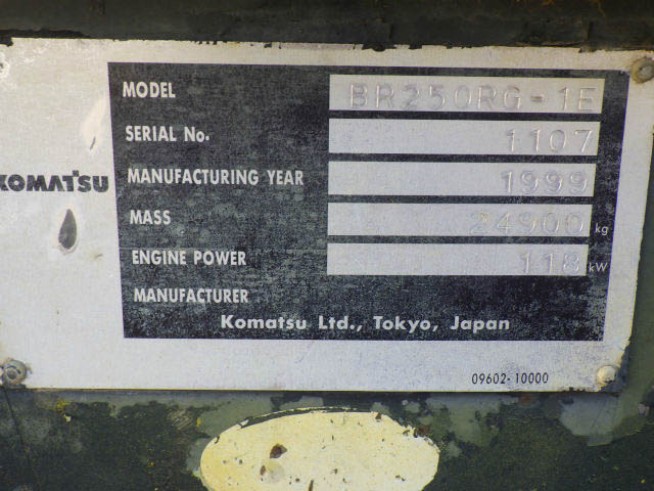 KOMATSU
MODEL BR250RG-1E
SERIAL No. 1107
MANUFACTURING YEAR 1999
MASS 24900 kg
ENGINE POWER 118 kW
MANUFACTURER
Komatsu Ltd., Tokyo, Japan
09602-10000